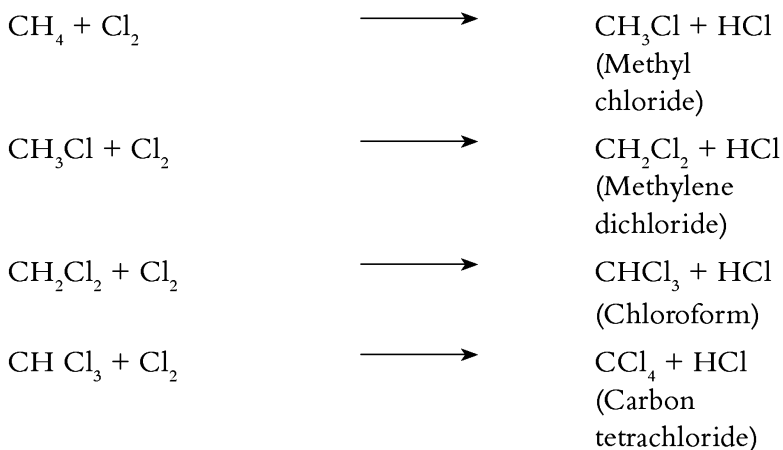 CH₄ + Cl₂ ⟶ CH₃Cl + HCl
(Methyl
chloride)
CH₃Cl + Cl₂ ⟶ CH₂Cl₂ + HCl
(Methylene
dichloride)
CH₂Cl₂ + Cl₂ ⟶ CHCl₃ + HCl
(Chloroform)
CH Cl₃ + Cl₂ ⟶ CCl₄ + HCl
(Carbon
tetrachloride)